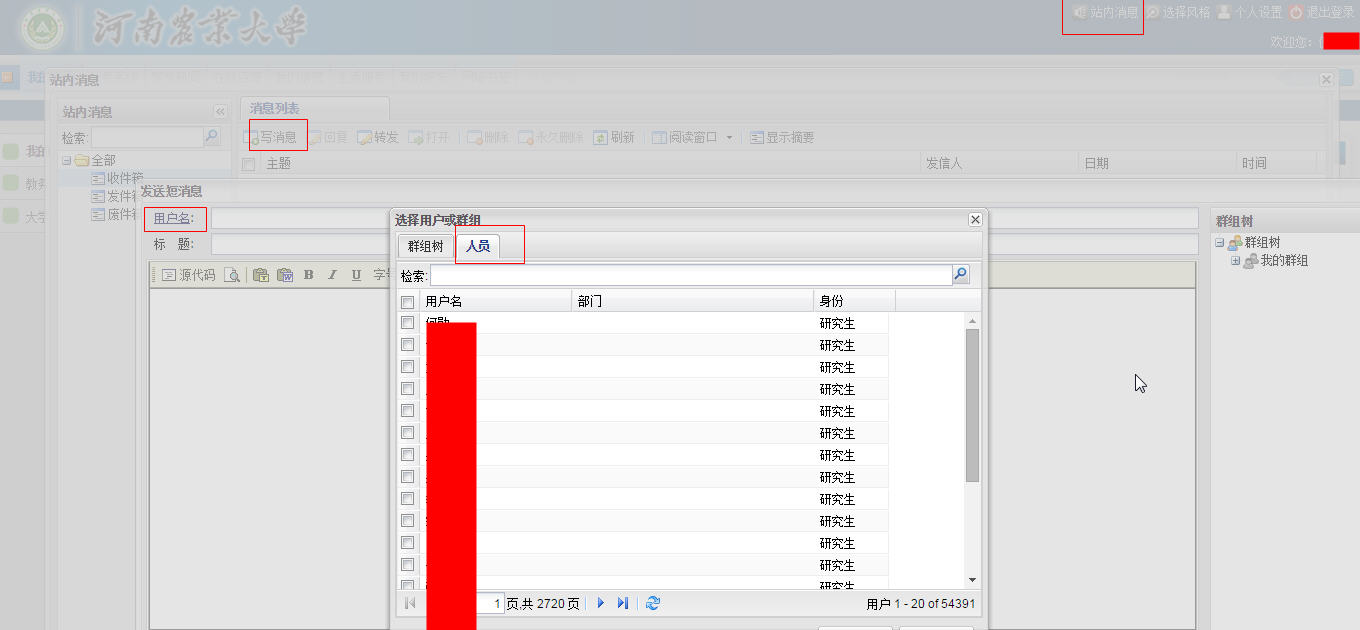 河南农业大学
站内消息 选择风格 个人设置 退出登录
欢迎您:
站内消息
站内消息
消息列表
检索:
写消息 回复 转发 打开 删除 永久删除 刷新 阅读窗口 显示摘要
全部
主题 发信人 日期 时间
收件箱
发件箱
废件箱
教务
大学
发送短消息
用户名:
标 题:
源代码 B I U 字号
群组树
群组树
我的群组
选择用户或群组
群组树 人员
检索:
用户名 部门 身份
研究生
研究生
研究生
研究生
研究生
研究生
研究生
研究生
研究生
研究生
研究生
研究生
研究生
1 页,共 2720 页
用户 1 - 20 of 54391